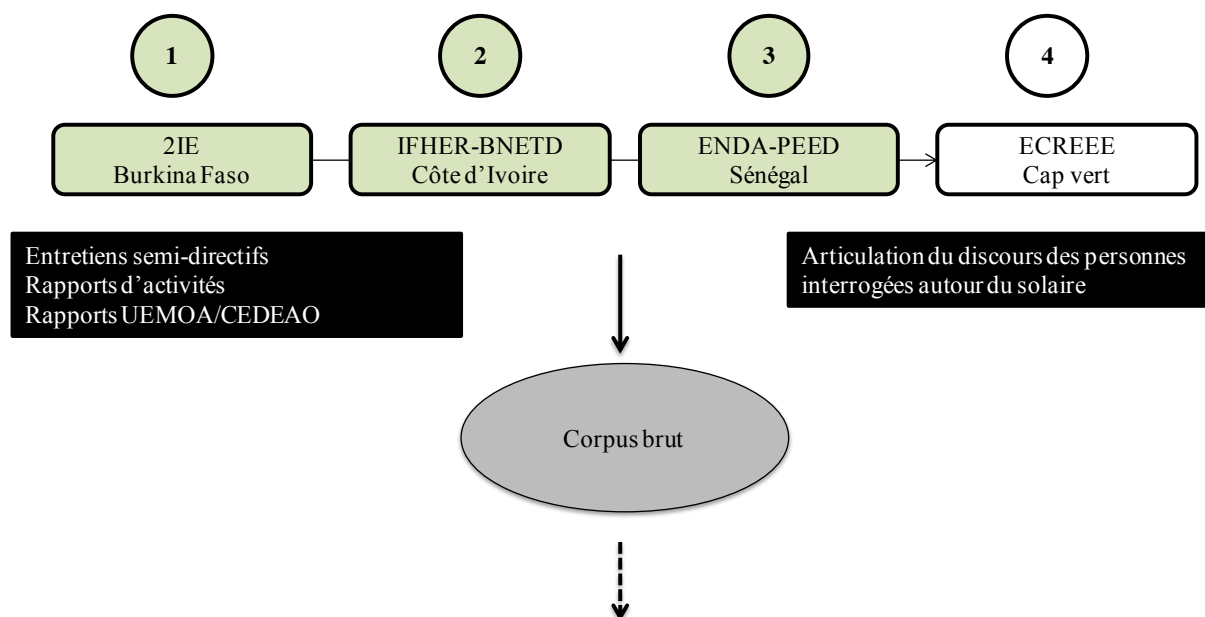 1
2
3
4
2IE
Burkina Faso
IFHER-BNETD
Côte d’Ivoire
ENDA-PEED
Sénégal
ECREEE
Cap vert
Entretiens semi-directifs
Rapports d’activités
Rapports UEMOA/CEDEAO
Articulation du discours des personnes
interrogées autour du solaire
Corpus brut